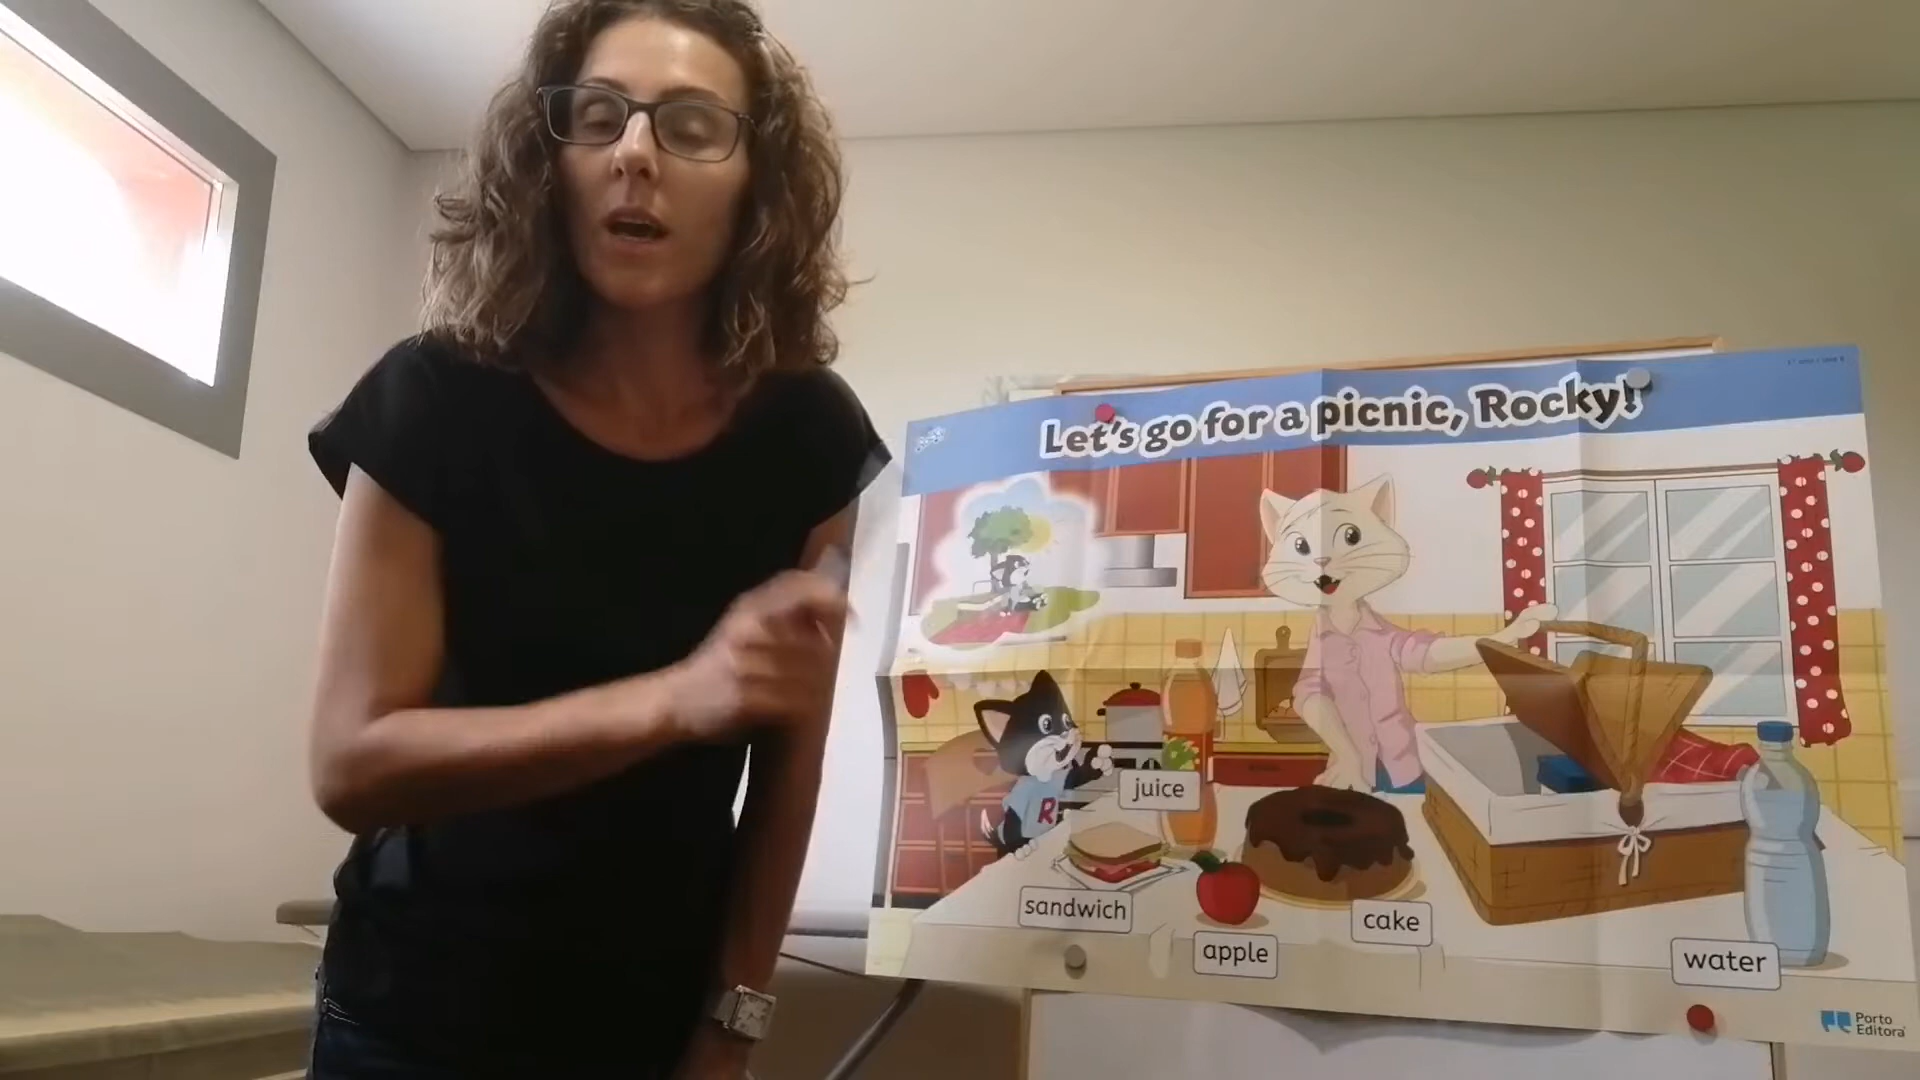 Let's go for a picnic, Rocky!
R
juice
sandwich
cake
apple
water
Porto
Editora